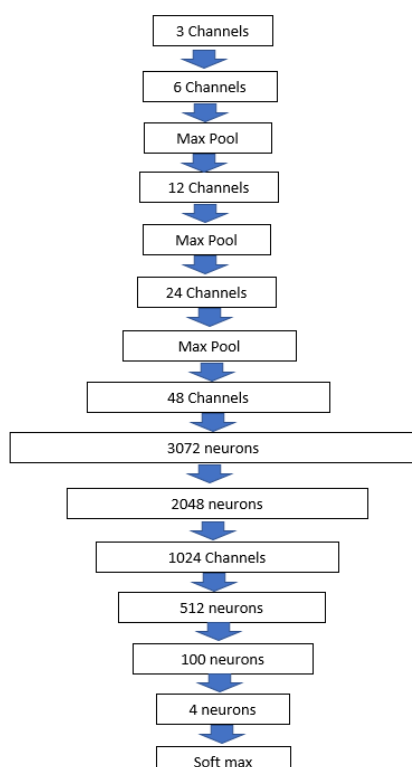 3 Channels
6 Channels
Max Pool
12 Channels
Max Pool
24 Channels
Max Pool
48 Channels
3072 neurons
2048 neurons
1024 Channels
512 neurons
100 neurons
4 neurons
Soft max